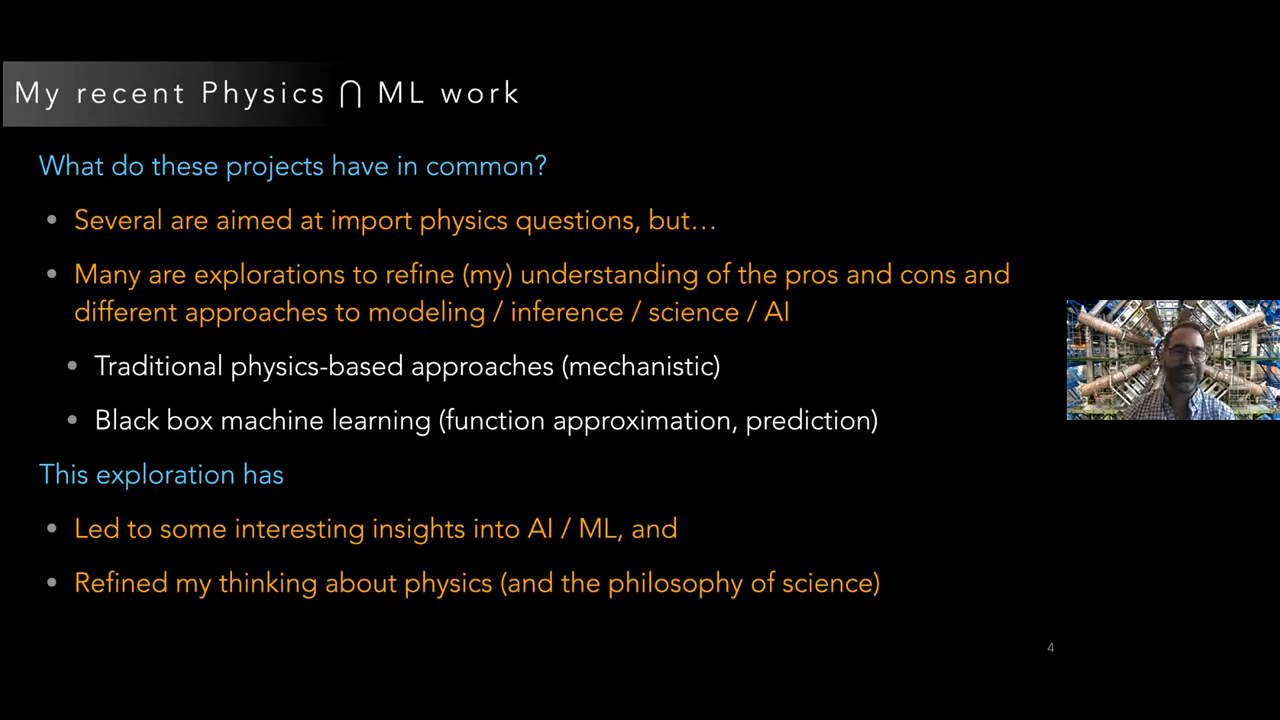 My recent Physics ⋂ ML work
What do these projects have in common?
• Several are aimed at import physics questions, but…
• Many are explorations to refine (my) understanding of the pros and cons and
different approaches to modeling / inference / science / AI
• Traditional physics-based approaches (mechanistic)
• Black box machine learning (function approximation, prediction)
This exploration has
• Led to some interesting insights into AI / ML, and
• Refined my thinking about physics (and the philosophy of science)
4